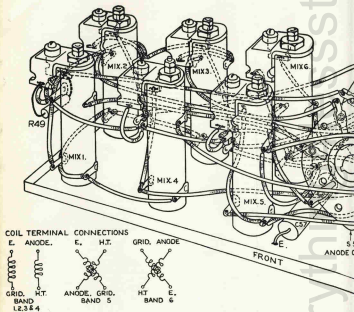 MIX.2.
MIX.3.
MIX.6.
R49
MIX.1.
MIX.4
MIX.5.
C57
E
FRONT
COIL TERMINAL CONNECTIONS
E. ANODE. E, H.T. GRID, ANODE
GRID. H.T. ANODE, GRID. H.T E,
BAND BAND 5 BAND 6
1.2.3 & 4